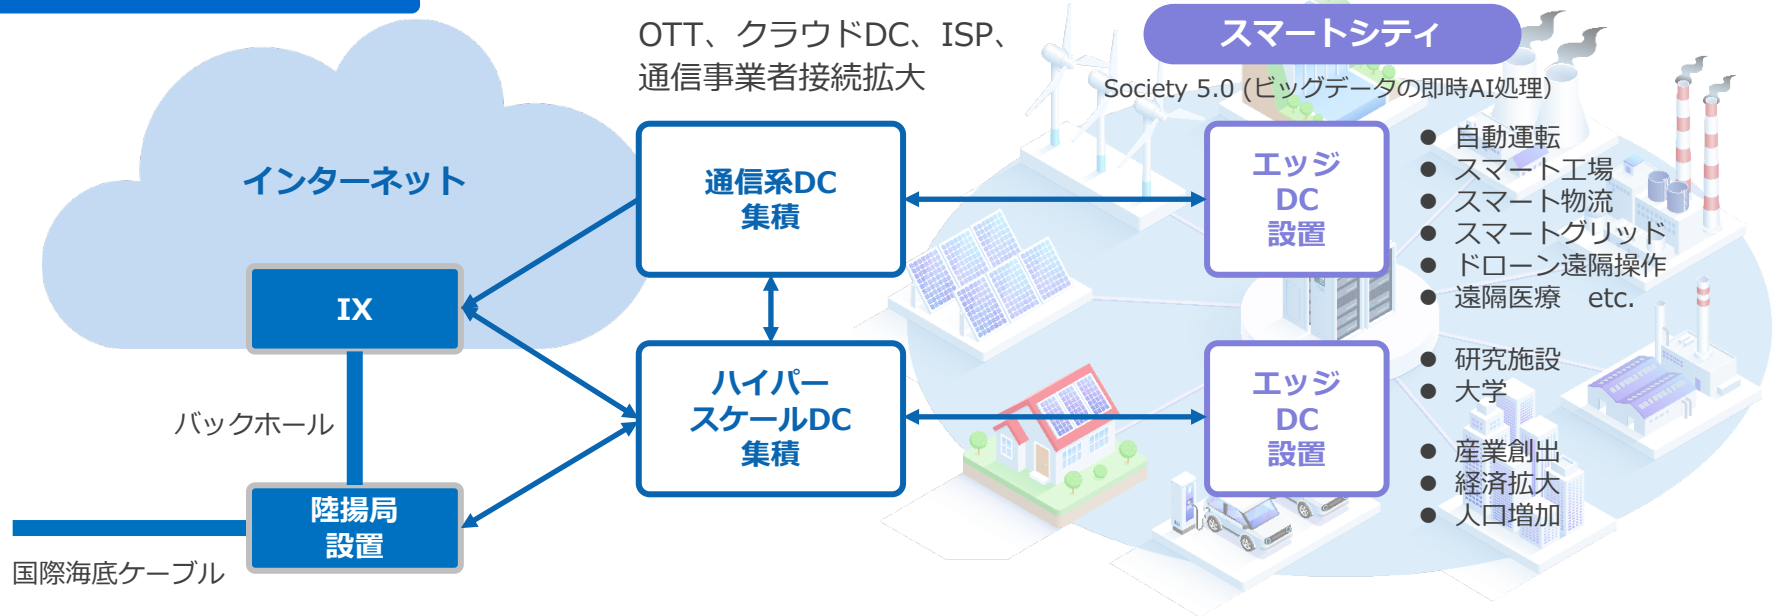 OTT、クラウドDC、ISP、
通信事業者接続拡大
スマートシティ
Society 5.0 (ビッグデータの即時AI処理)
インターネット
通信系DC
集積
エッジ
DC
設置
● 自動運転
● スマート工場
● スマート物流
● スマートグリッド
● ドローン遠隔操作
● 遠隔医療　etc.
IX
ハイパー
スケールDC
集積
エッジ
DC
設置
● 研究施設
● 大学
● 産業創出
● 経済拡大
● 人口増加
バックホール
陸揚局
設置
国際海底ケーブル